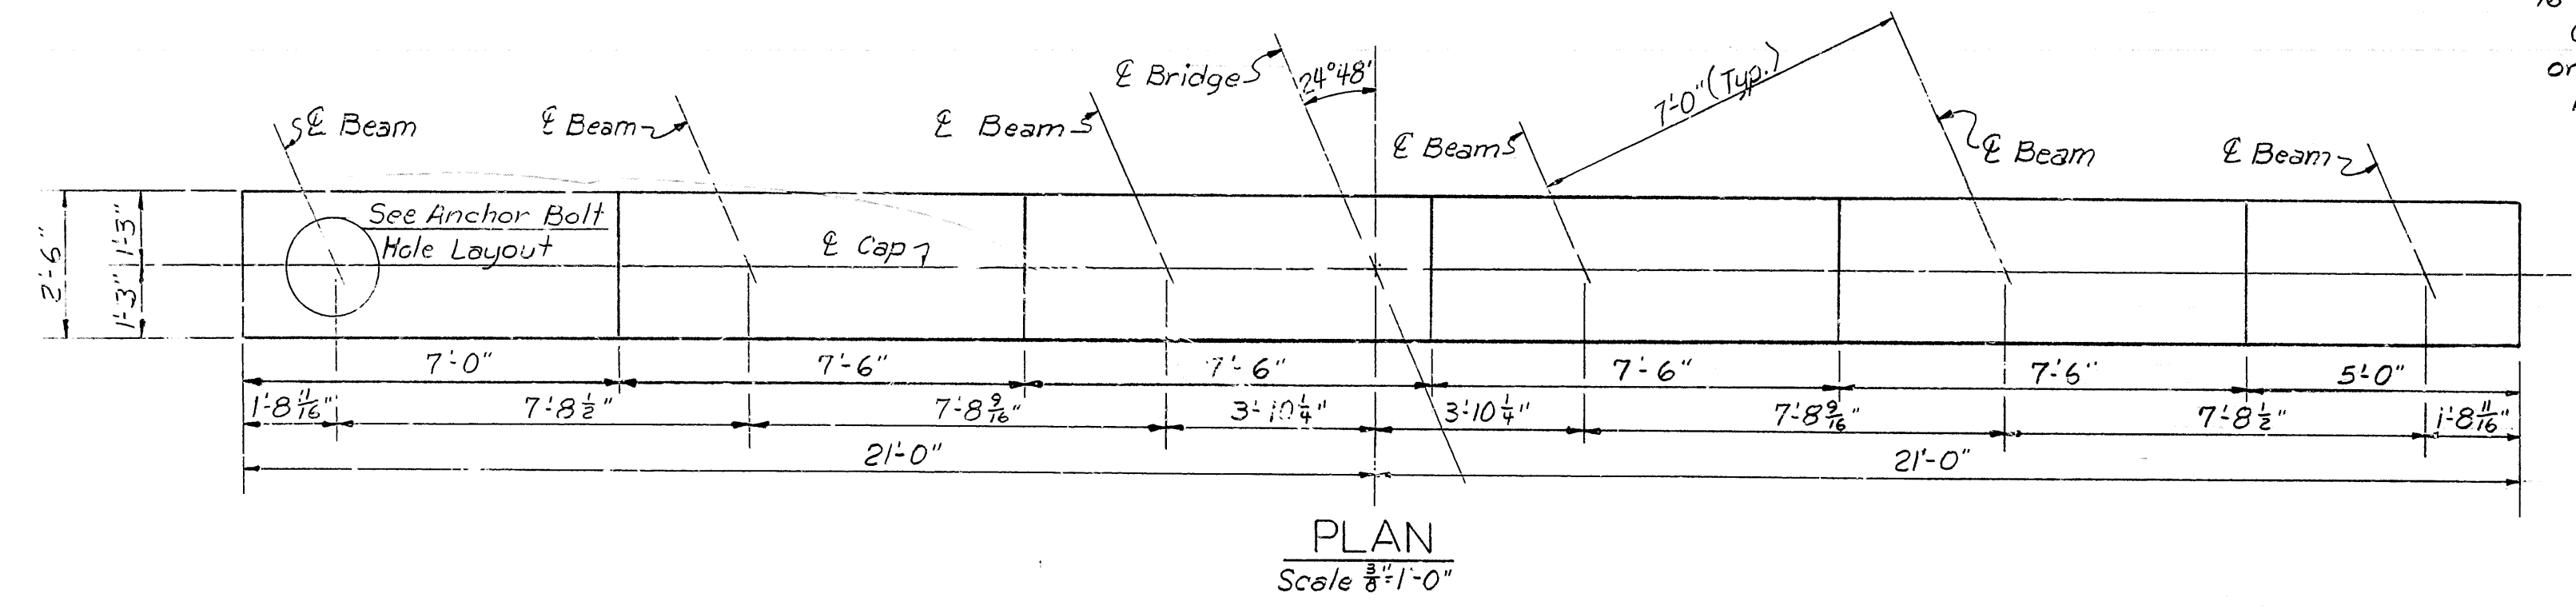 ℄ Bridge
24°48'
7'-0" (Typ.)
or
℄ Beam
℄ Beam
℄ Beam
℄ Beam
℄ Beam
℄ Beam
See Anchor Bolt
Hole Layout
℄ Cap
2'-6"
1'-3"
1'-3"
7'-0"
7'-6"
7'-6"
7'-6"
7'-6"
5'-0"
1'-8 11/16"
7'-8 1/2"
7'-8 9/16"
3'-10 1/4"
3'-10 1/4"
7'-8 9/16"
7'-8 1/2"
1'-8 11/16"
21'-0"
21'-0"
PLAN
Scale 3/8"=1'-0"